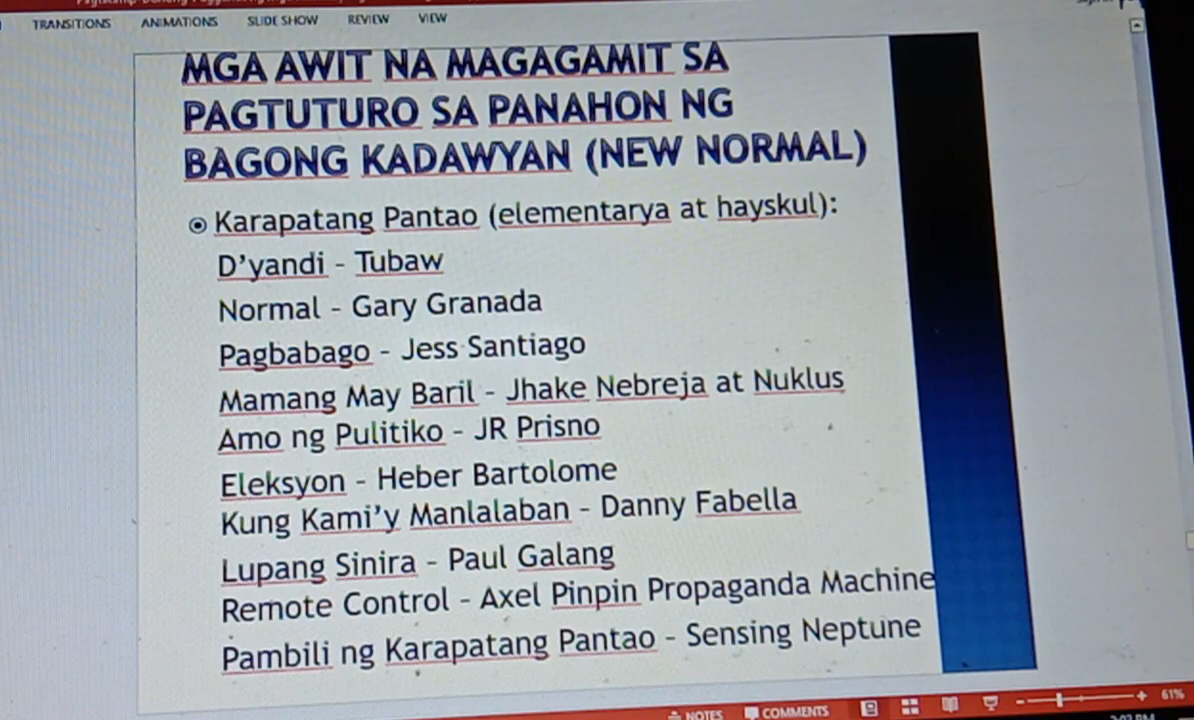 TRANSITIONS ANIMATIONS SLIDE SHOW REVIEW VIEW
MGA AWIT NA MAGAGAMIT SA
PAGTUTURO SA PANAHON NG
BAGONG KADAWYAN (NEW NORMAL)
Karapatang Pantao (elementarya at hayskul):
D'yandi - Tubaw
Normal - Gary Granada
Pagbabago - Jess Santiago
Mamang May Baril - Jhake Nebreja at Nuklus
Amo ng Pulitiko - JR Prisno
Eleksyon - Heber Bartolome
Kung Kami'y Manlalaban - Danny Fabella
Lupang Sinira - Paul Galang
Remote Control - Axel Pinpin Propaganda Machine
Pambili ng Karapatang Pantao - Sensing Neptune
NOTES COMMENTS 61%